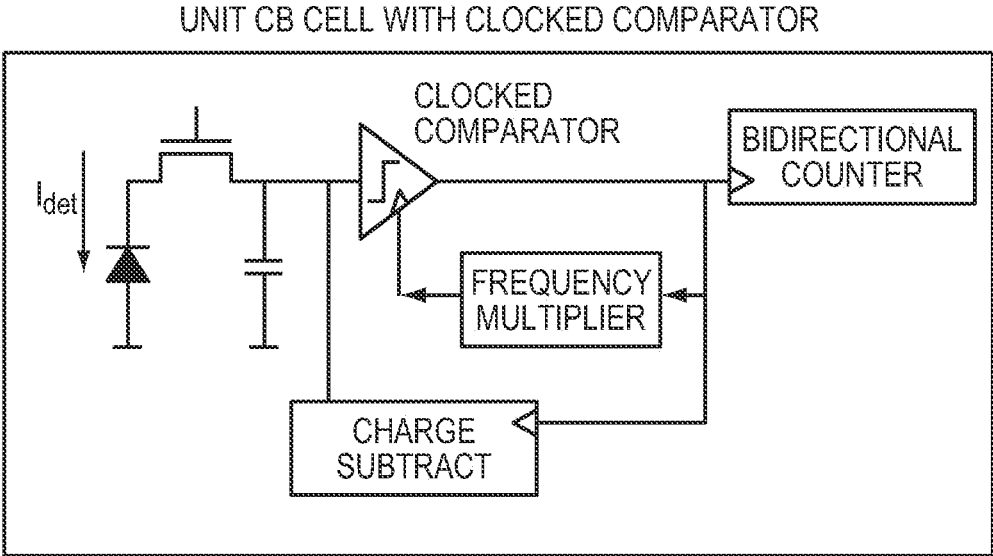 UNIT CB CELL WITH CLOCKED COMPARATOR
CLOCKED
COMPARATOR
BIDIRECTIONAL
COUNTER
Idet
FREQUENCY
MULTIPLIER
CHARGE
SUBTRACT